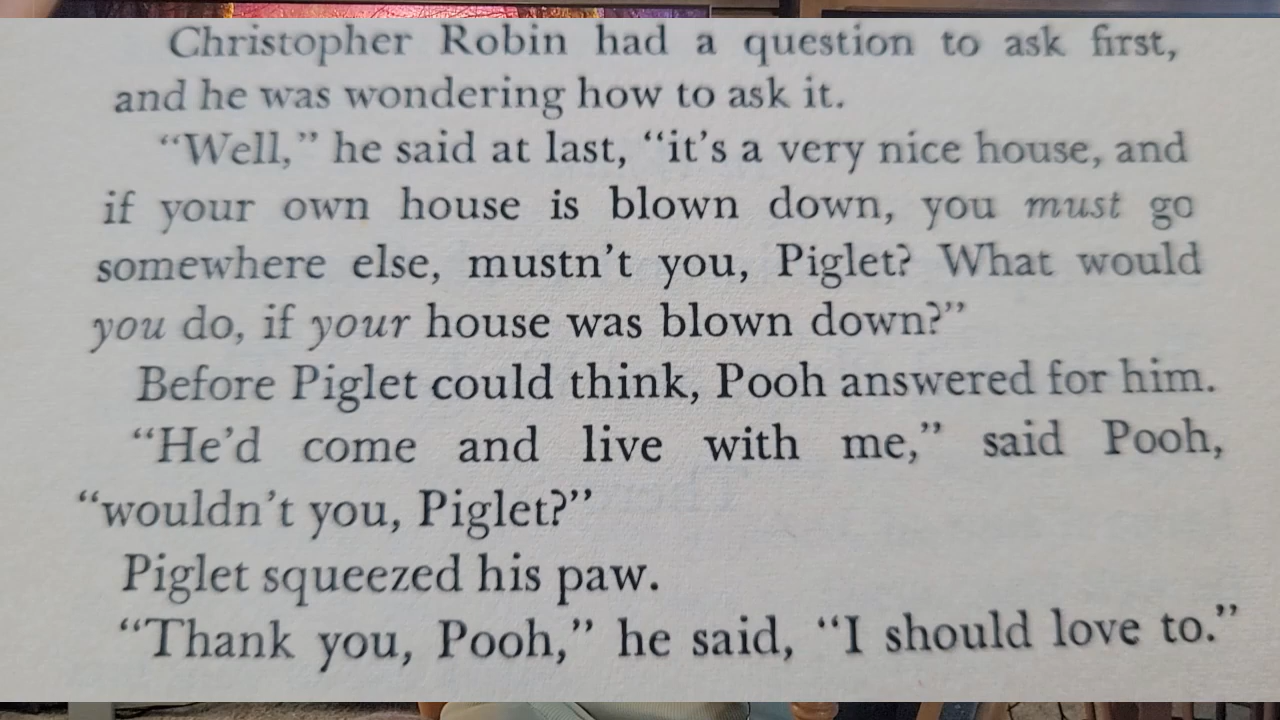 Christopher Robin had a question to ask first,
and he was wondering how to ask it.
“Well,” he said at last, “it’s a very nice house, and
if your own house is blown down, you must go
somewhere else, mustn’t you, Piglet? What would
you do, if your house was blown down?”
Before Piglet could think, Pooh answered for him.
“He’d come and live with me,” said Pooh,
“wouldn’t you, Piglet?”
Piglet squeezed his paw.
“Thank you, Pooh,” he said, “I should love to.”